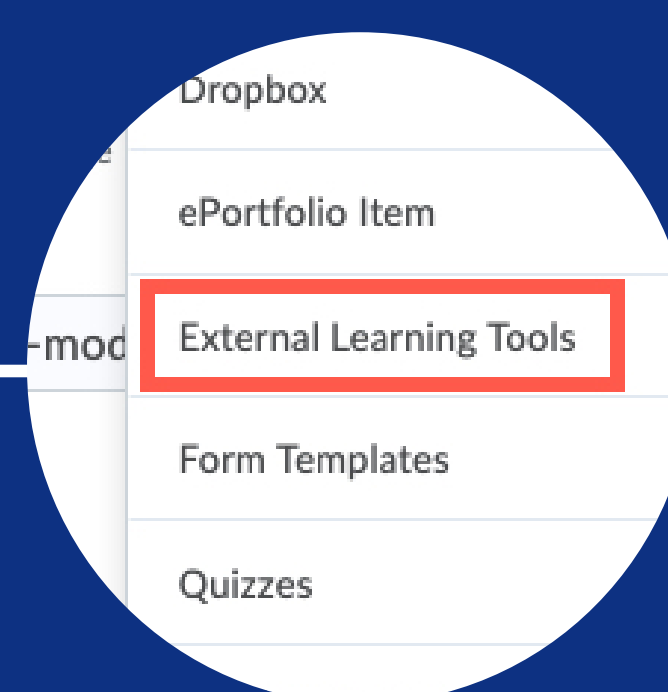 Dropbox
ePortfolio Item
External Learning Tools
-mod
Form Templates
Quizzes